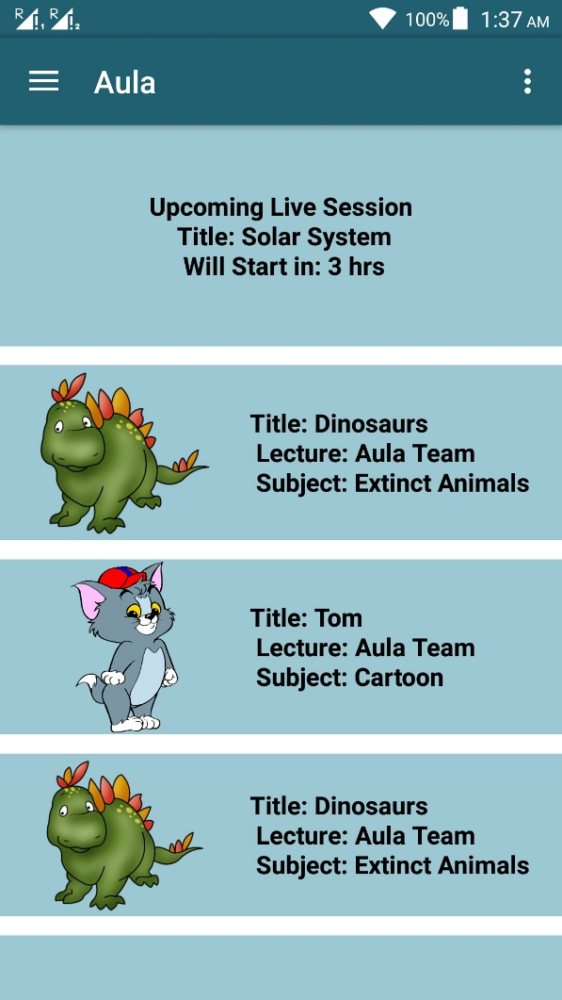 R 1 R 2 100% 1:37 AM
Aula
Upcoming Live Session
Title: Solar System
Will Start in: 3 hrs
Title: Dinosaurs
Lecture: Aula Team
Subject: Extinct Animals
Title: Tom
Lecture: Aula Team
Subject: Cartoon
Title: Dinosaurs
Lecture: Aula Team
Subject: Extinct Animals